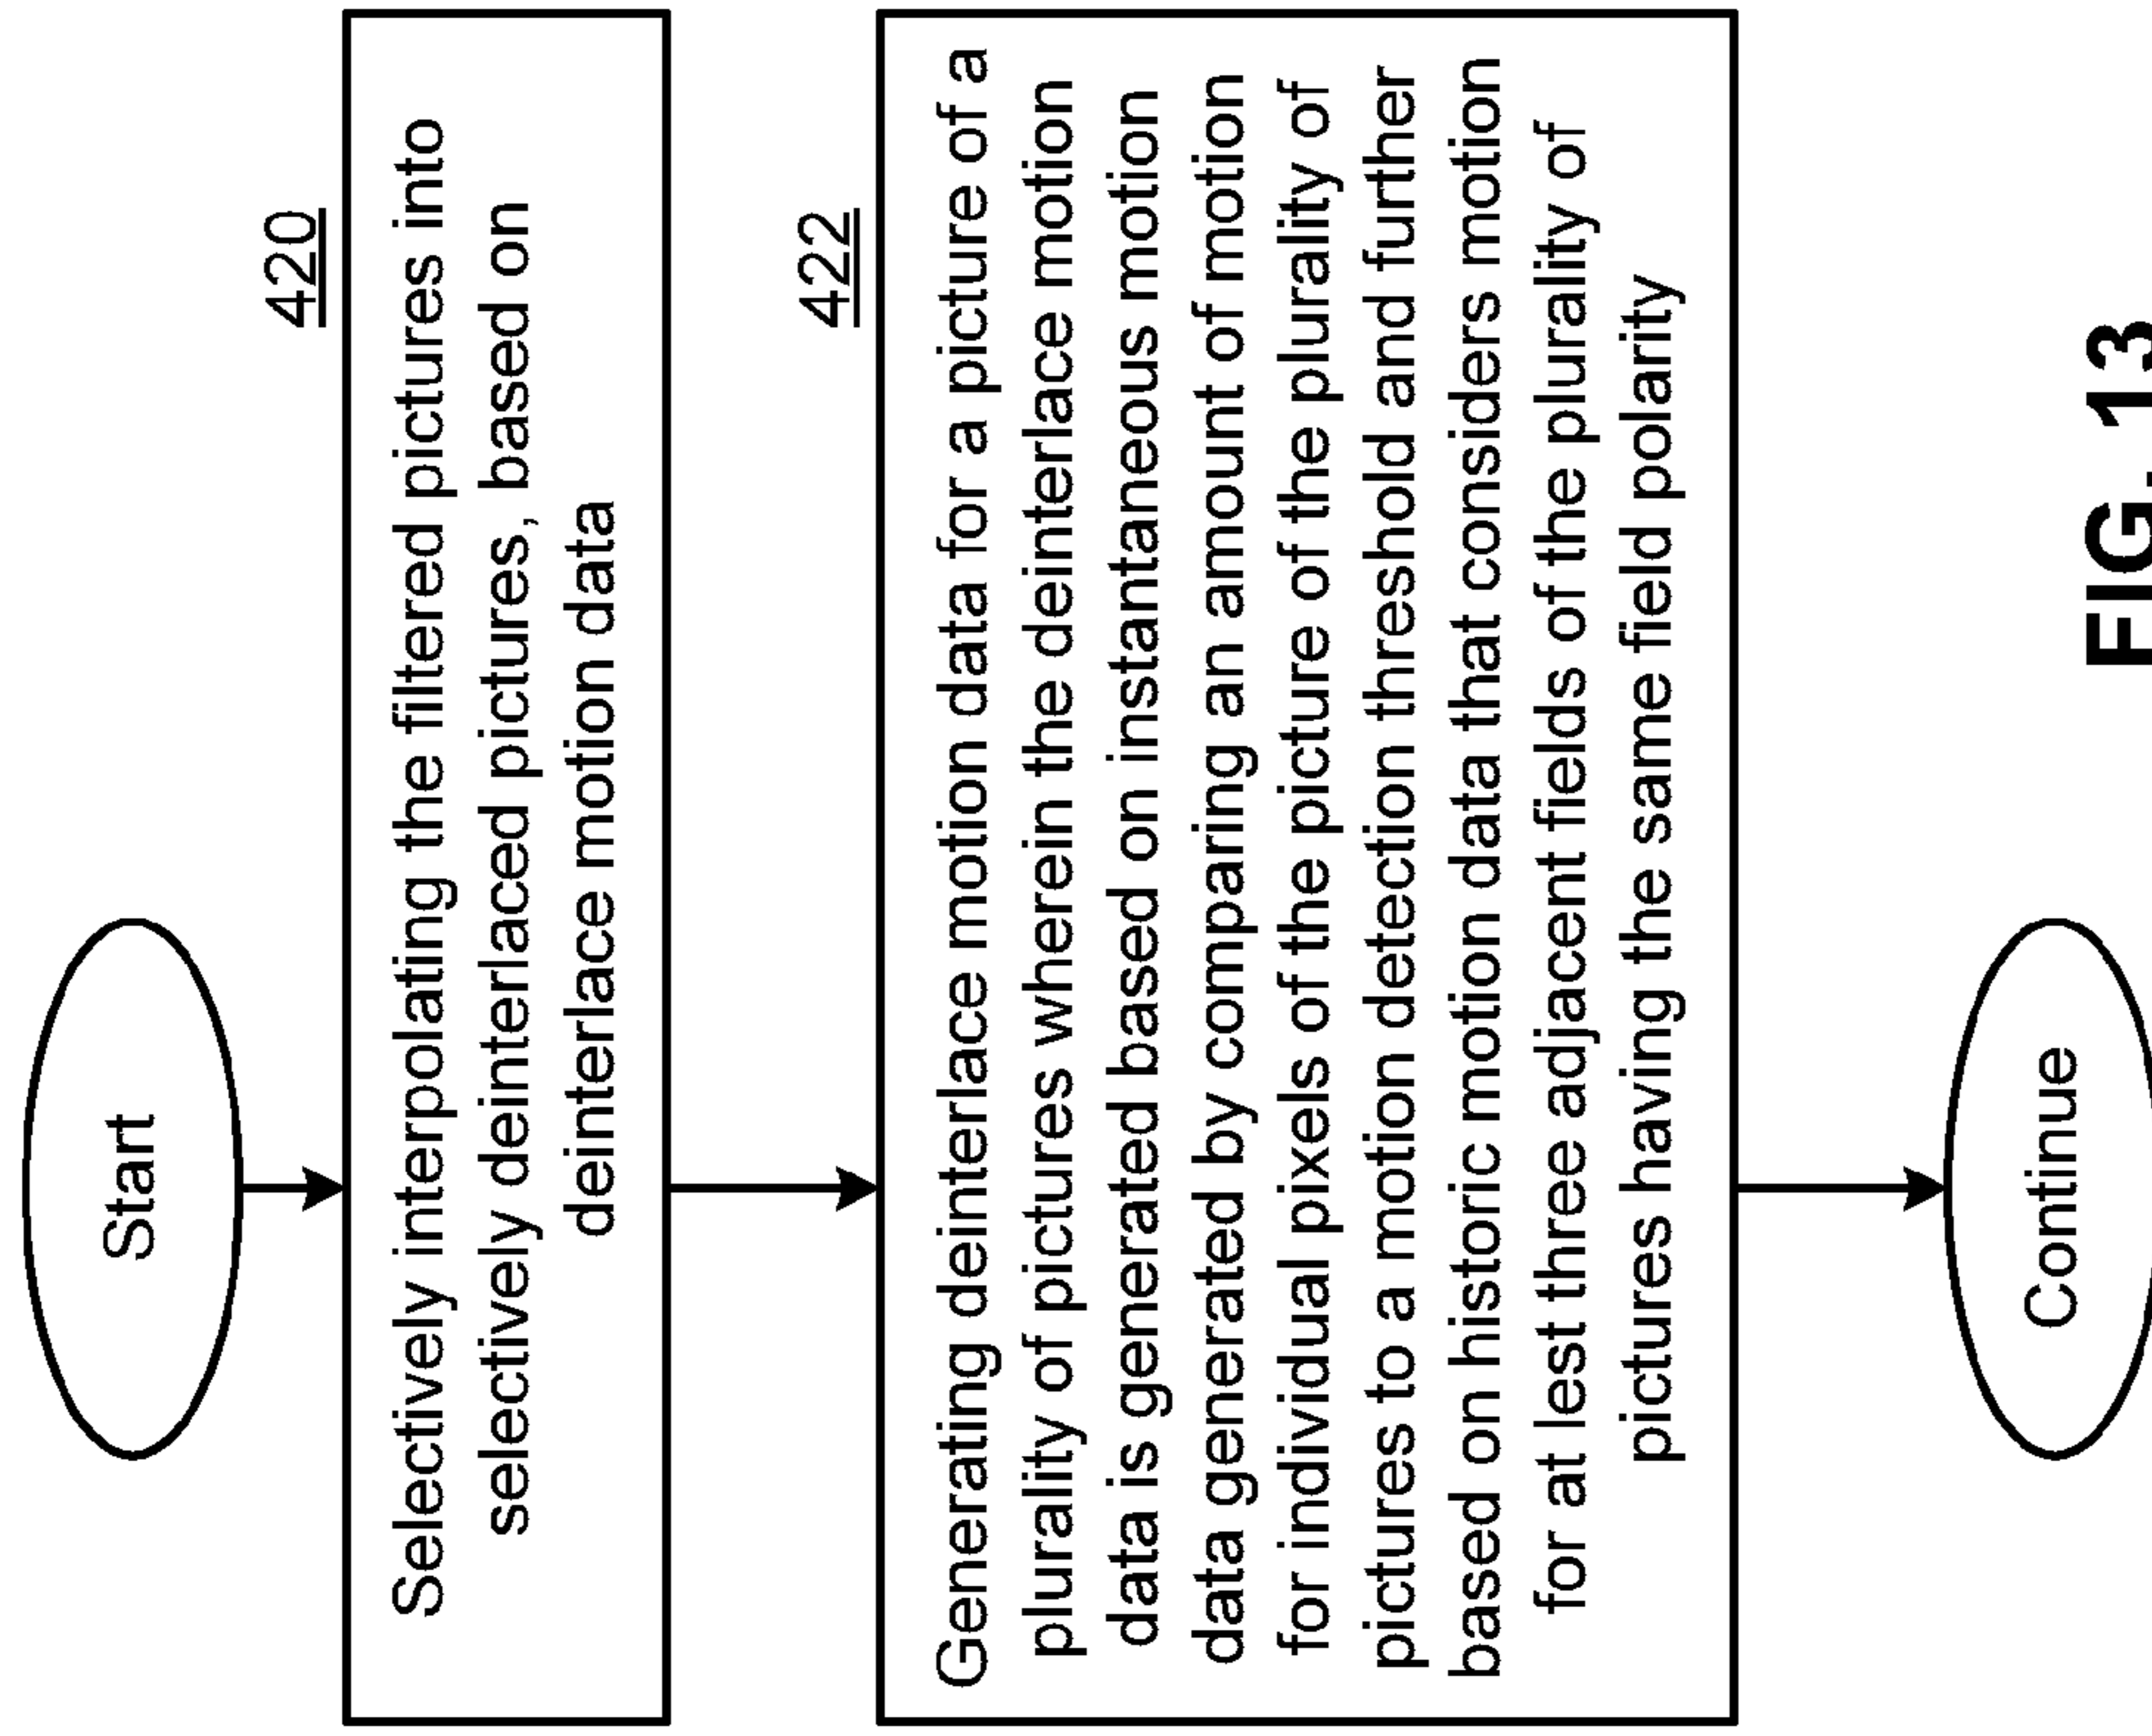 Start
420
Selectively interpolating the filtered pictures into
selectively deinterlaced pictures, based on
deinterlace motion data
422
Generating deinterlace motion data for a picture of a
plurality of pictures wherein the deinterlace motion
data is generated based on instantaneous motion
data generated by comparing an amount of motion
for individual pixels of the picture of the plurality of
pictures to a motion detection threshold and further
based on historic motion data that considers motion
for at lest three adjacent fields of the plurality of
pictures having the same field polarity
Continue
FIG. 13